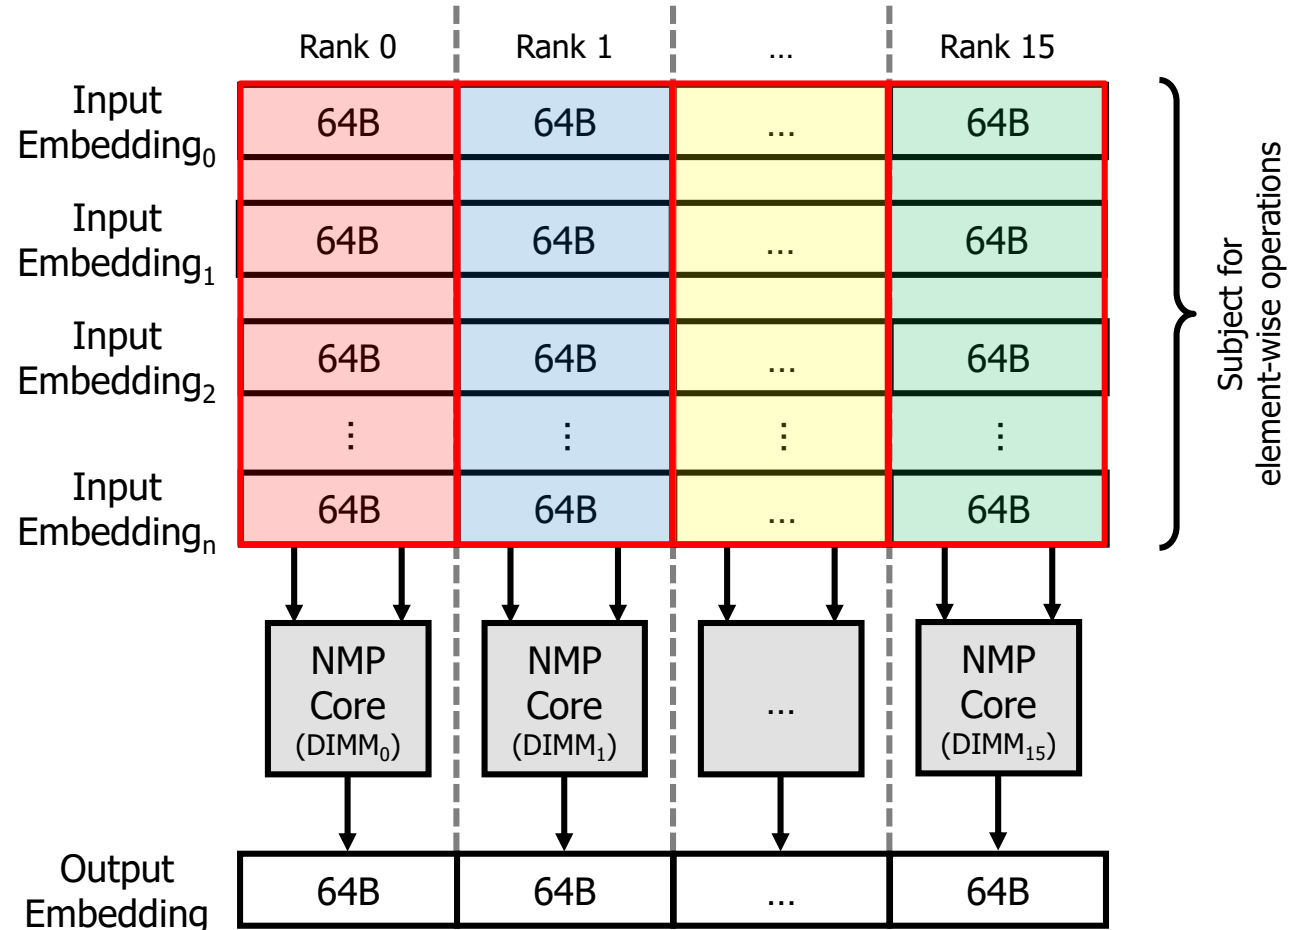 Rank 0 Rank 1 ... Rank 15
Input
Embedding0
64B 64B ... 64B
Input
Embedding1
64B 64B ... 64B
Input
Embedding2
64B 64B ... 64B
⋮ ⋮ ⋮ ⋮
Input
Embeddingn
64B 64B ... 64B
Subject for
element-wise operations
NMP
Core
(DIMM0)
NMP
Core
(DIMM1)
...
NMP
Core
(DIMM15)
Output
Embedding
64B 64B ... 64B